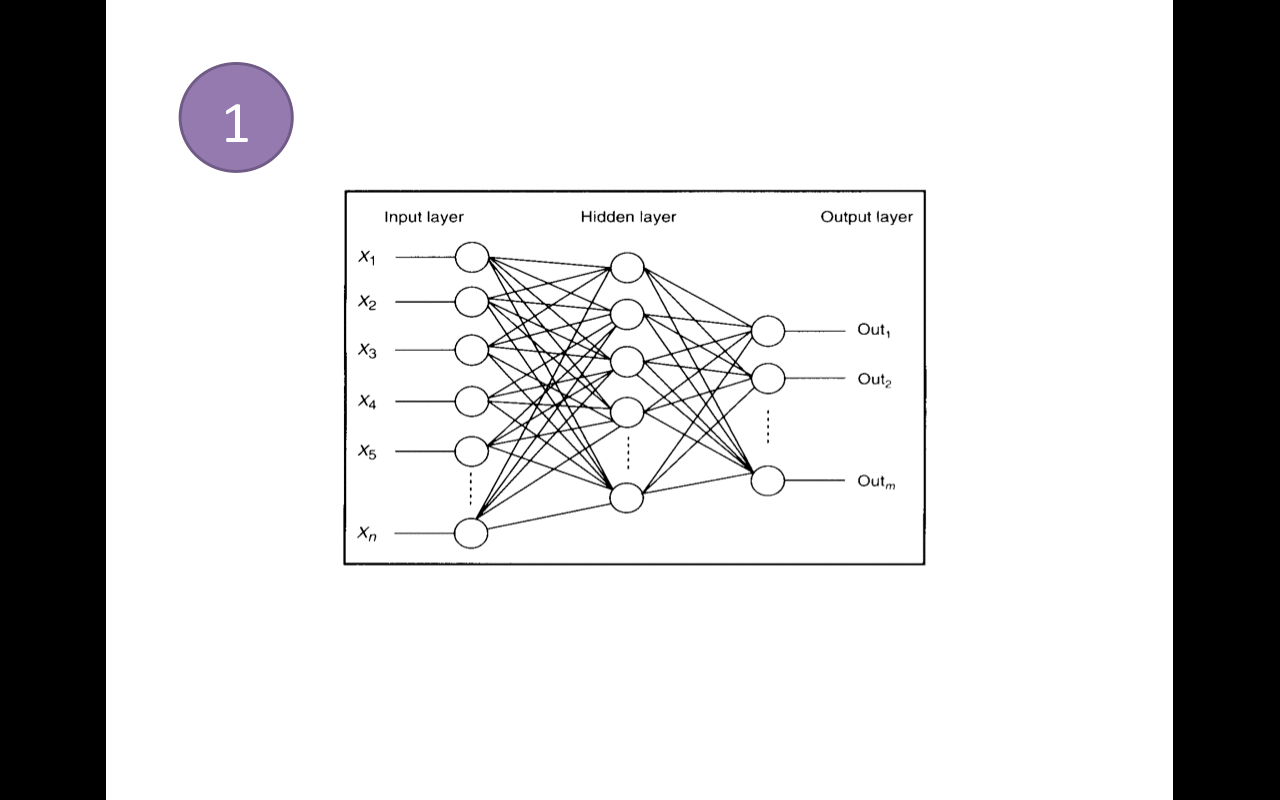 1
Input layer Hidden layer Output layer
X₁
X₂
X₃
X₄
X₅
Xₙ
Out₁
Out₂
Outₘ